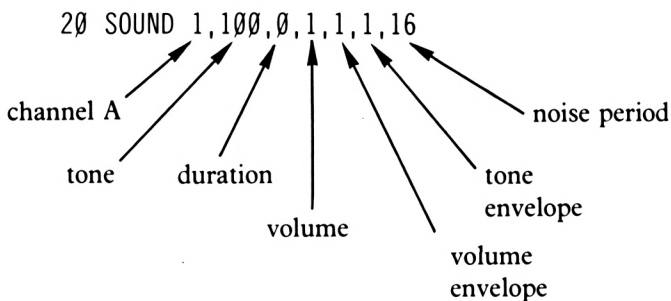 20 SOUND 1,100,0,1,1,1,16
channel A
noise period
tone
duration
tone
envelope
volume
volume
envelope